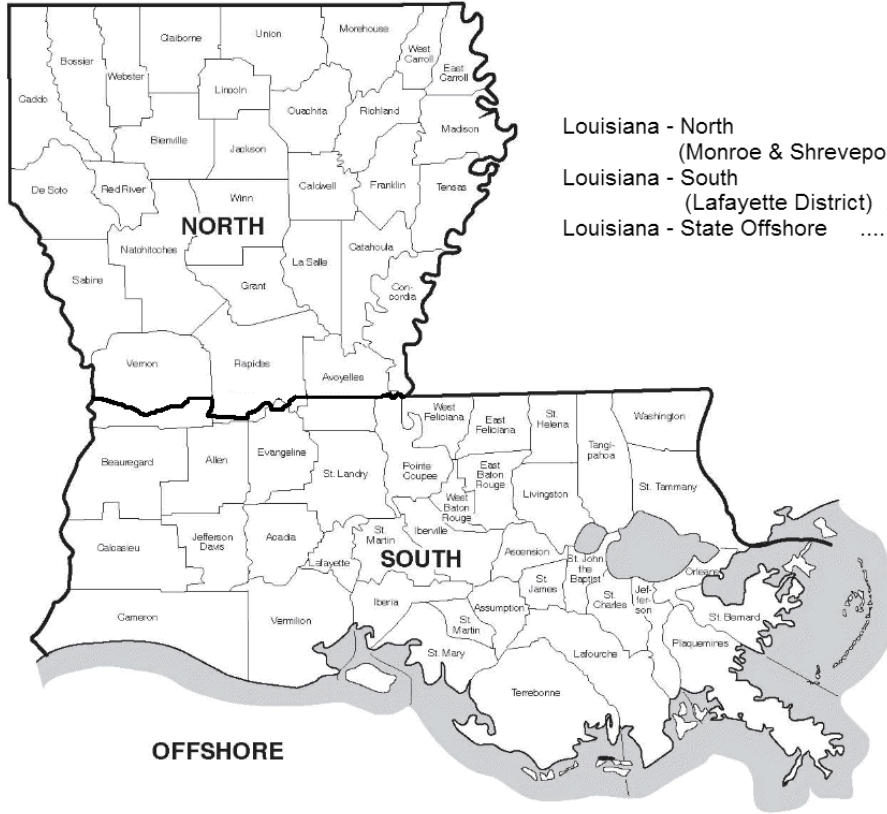 Claiborne
Union
Morehouse
West
Carroll
East
Carroll
Bossier
Webster
Caddo
Lincoln
Ouachita
Richland
Madison
Bienville
Jackson
De Soto
Red River
Winn
Caldwell
Franklin
Tensas
NORTH
Natchitoches
Catahoula
La Salle
Sabine
Grant
Con-
cordia
Vernon
Rapides
Avoyelles
Louisiana - North
(Monroe & Shrevepo
Louisiana - South
(Lafayette District)
Louisiana - State Offshore ....
West
Feliciana
East
Feliciana
St.
Helena
Washington
Tangi-
pahoa
Beauregard
Allen
Evangeline
St. Landry
Pointe
Coupee
East
Baton
Rouge
West
Baton
Rouge
Livingston
St. Tammany
Calcasieu
Jefferson
Davis
Acadia
Lafayette
St.
Martin
Iberville
SOUTH
Ascension
St. John
the
Baptist
Orleans
St.
James
St.
Charles
Jef-
fer-
son
Cameron
Vermilion
Iberia
Assumption
St.
Martin
St. Bernard
St. Mary
Lafourche
Plaquemines
Terrebonne
OFFSHORE